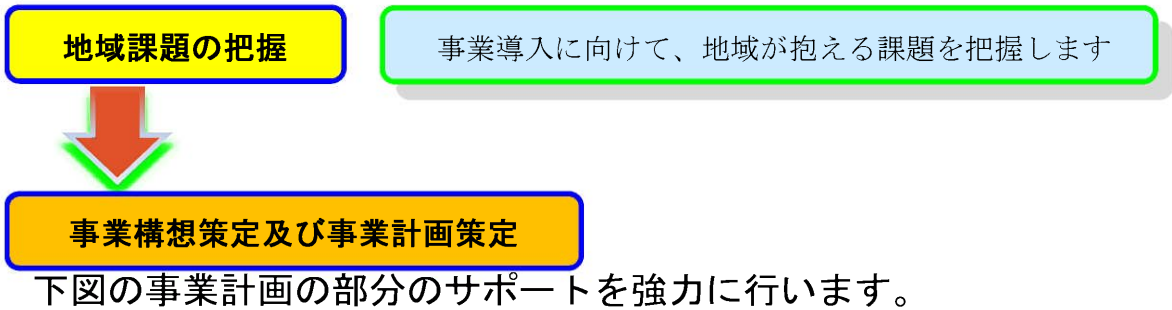 地域課題の把握
事業導入に向けて、地域が抱える課題を把握します
事業構想策定及び事業計画策定
下図の事業計画の部分のサポートを強力に行います。